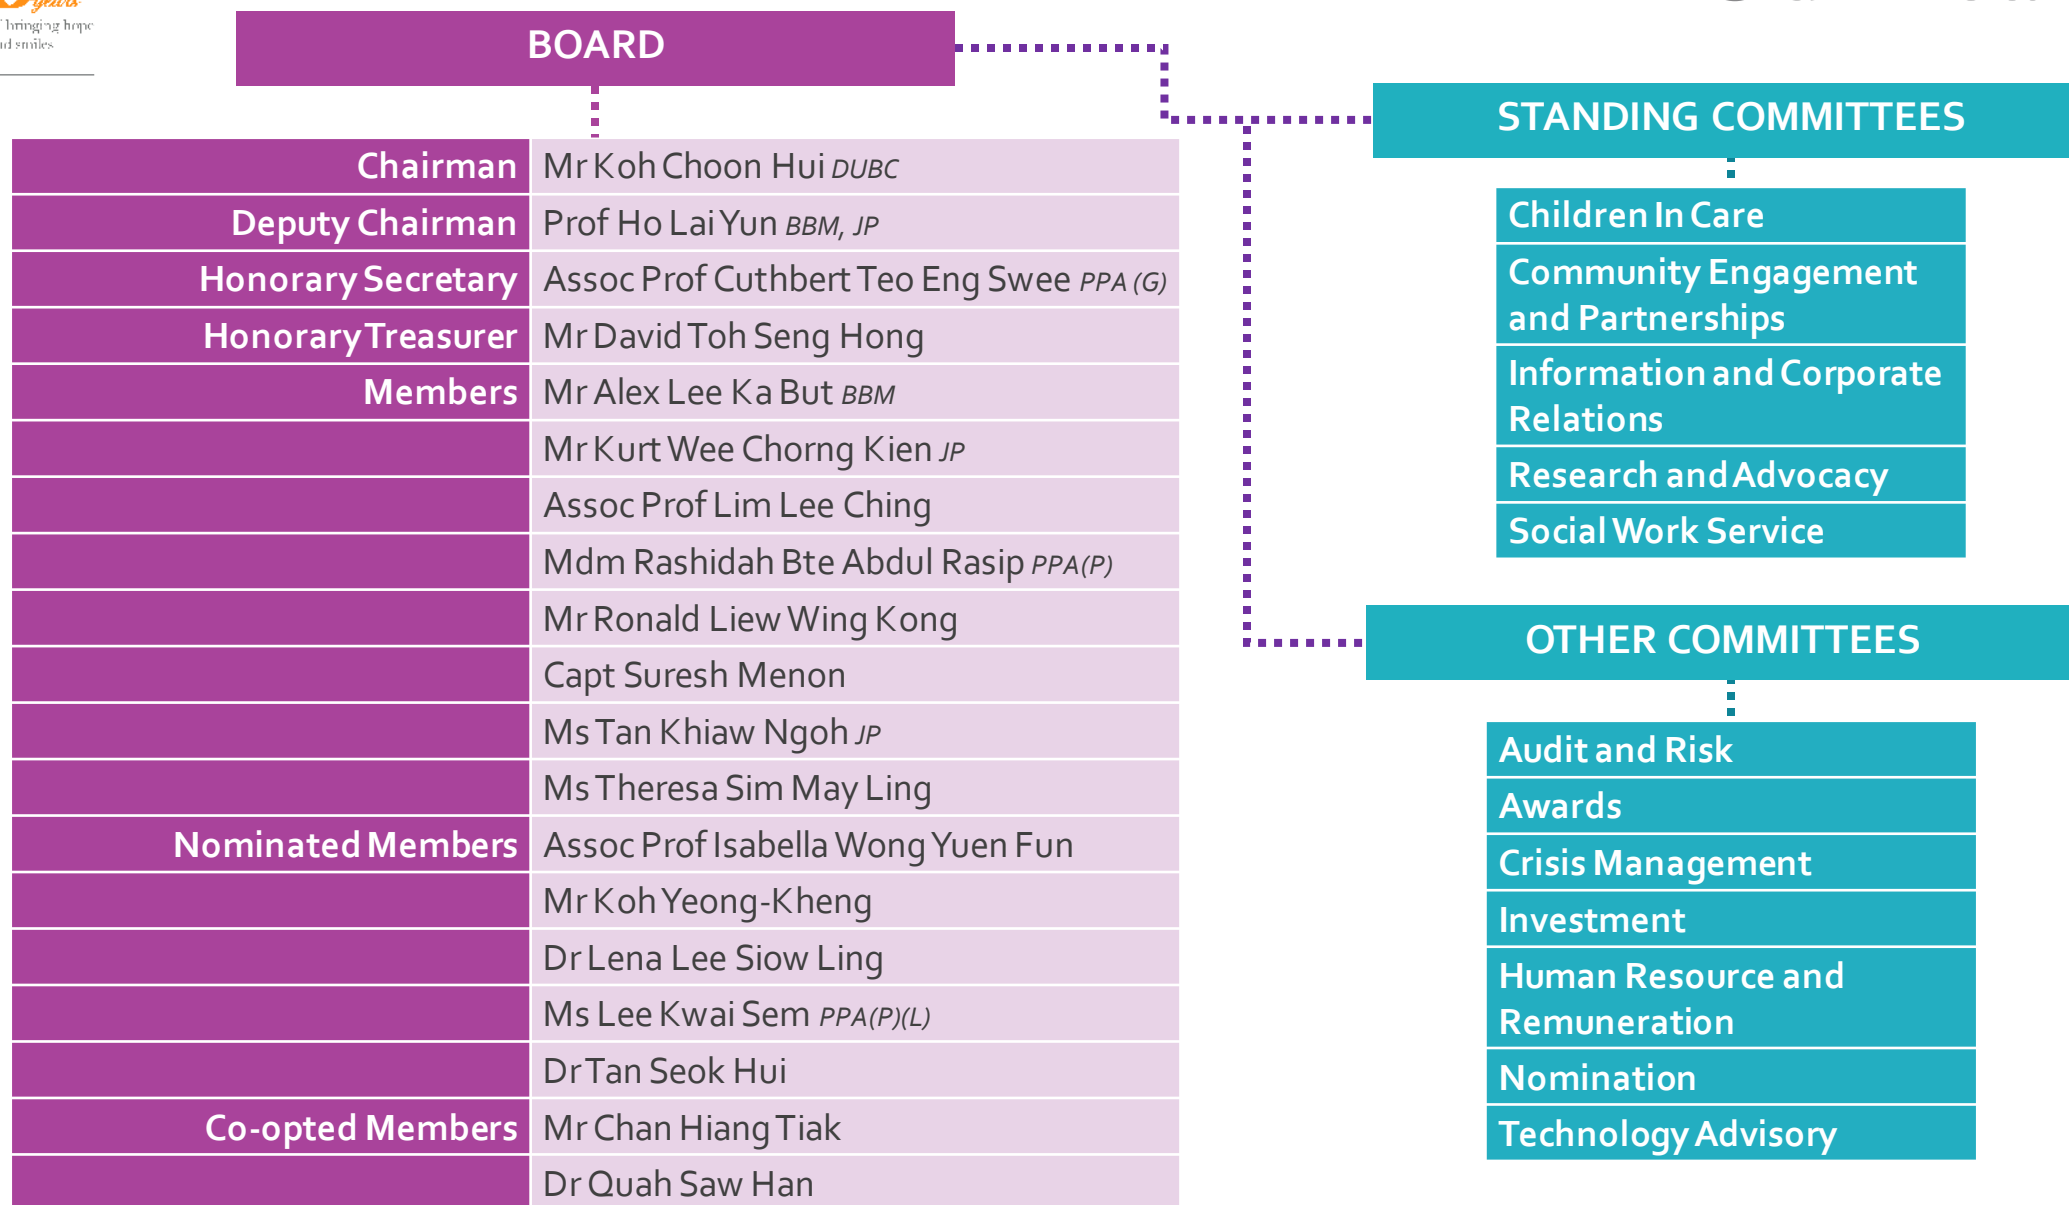 years
bringing hope
smiles
BOARD
Chairman Mr Koh Choon Hui DUBC
Deputy Chairman Prof Ho Lai Yun BBM, JP
Honorary Secretary Assoc Prof Cuthbert Teo Eng Swee PPA (G)
Honorary Treasurer Mr David Toh Seng Hong
Members Mr Alex Lee Ka But BBM
Mr Kurt Wee Chorng Kien JP
Assoc Prof Lim Lee Ching
Mdm Rashidah Bte Abdul Rasip PPA(P)
Mr Ronald Liew Wing Kong
Capt Suresh Menon
Ms Tan Khiaw Ngoh JP
Ms Theresa Sim May Ling
Nominated Members Assoc Prof Isabella Wong Yuen Fun
Mr Koh Yeong-Kheng
Dr Lena Lee Siow Ling
Ms Lee Kwai Sem PPA(P)(L)
Dr Tan Seok Hui
Co-opted Members Mr Chan Hiang Tiak
Dr Quah Saw Han
STANDING COMMITTEES
Children In Care
Community Engagement
and Partnerships
Information and Corporate
Relations
Research and Advocacy
Social Work Service
OTHER COMMITTEES
Audit and Risk
Awards
Crisis Management
Investment
Human Resource and
Remuneration
Nomination
Technology Advisory